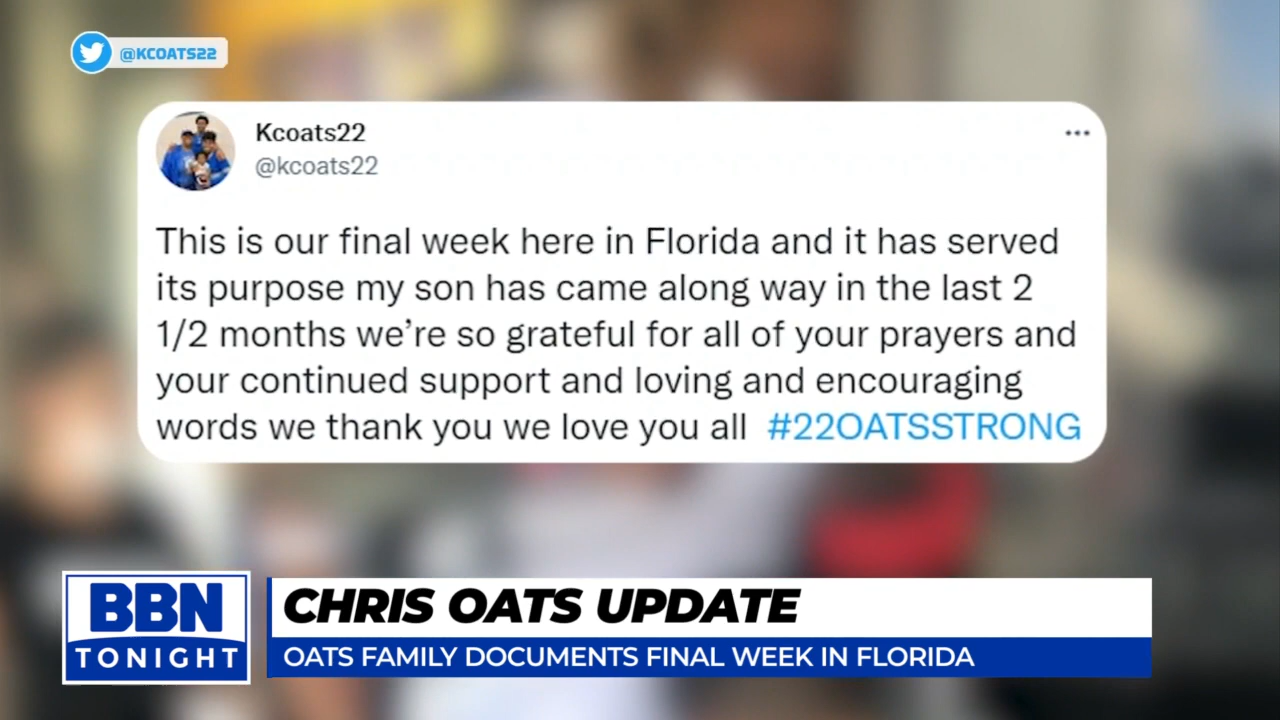 @KCOATS22
Kcoats22
@kcoats22
This is our final week here in Florida and it has served
its purpose my son has came along way in the last 2
1/2 months we’re so grateful for all of your prayers and
your continued support and loving and encouraging
words we thank you we love you all #22OATSSTRONG
BBN
TONIGHT
CHRIS OATS UPDATE
OATS FAMILY DOCUMENTS FINAL WEEK IN FLORIDA